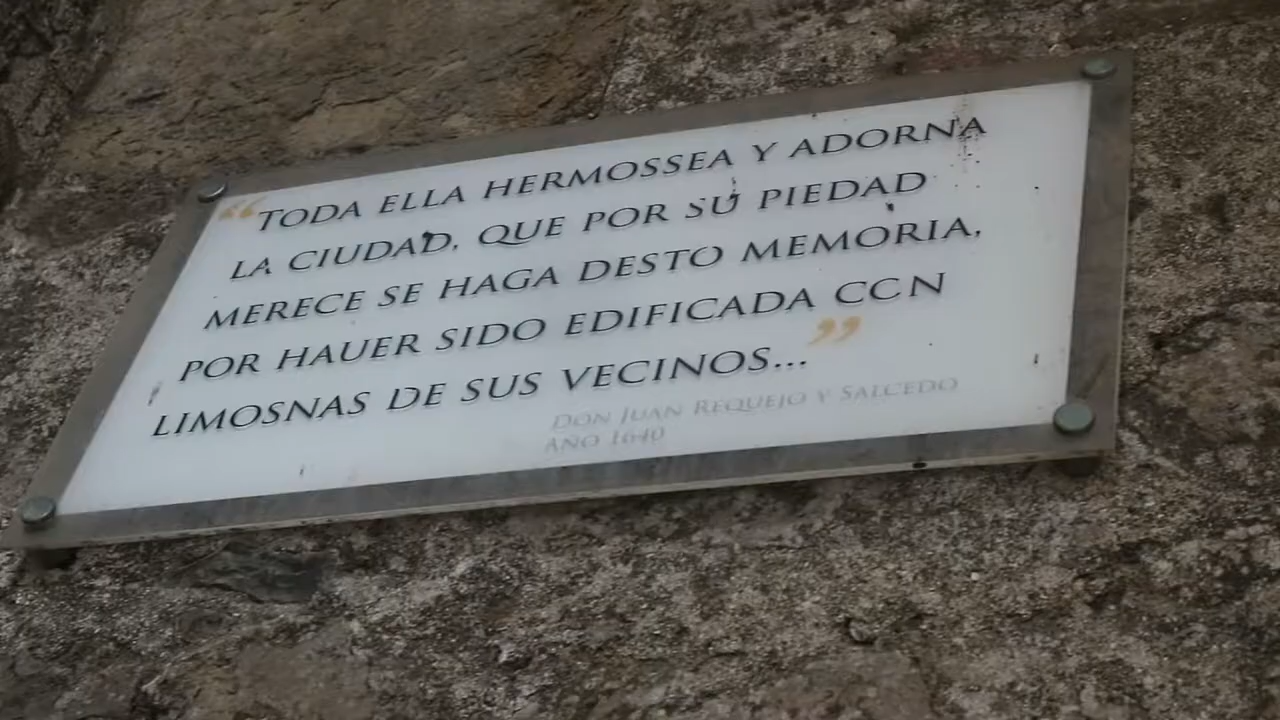 “TODA ELLA HERMOSSEA Y ADORNA
LA CIUDAD, QUE POR SU PIEDAD
MERECE SE HAGA DESTO MEMORIA,
POR HAUER SIDO EDIFICADA CON
LIMOSNAS DE SUS VECINOS...”
DON JUAN REQUEJO Y SALCEDO
AÑO 1640